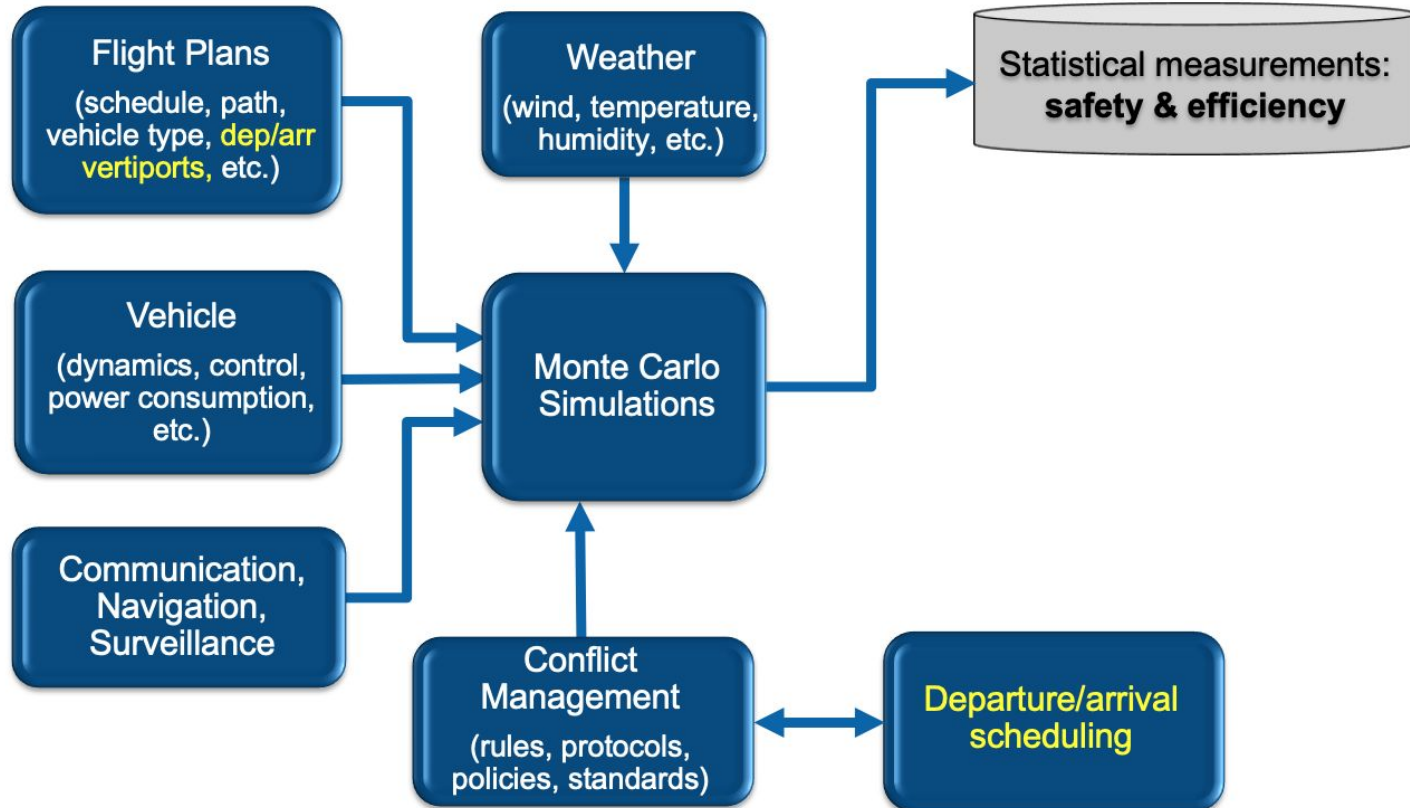 Flight Plans
(schedule, path,
vehicle type, dep/arr
vertiports, etc.)
Weather
(wind, temperature,
humidity, etc.)
Statistical measurements:
safety & efficiency
Vehicle
(dynamics, control,
power consumption,
etc.)
Monte Carlo
Simulations
Communication,
Navigation,
Surveillance
Conflict
Management
(rules, protocols,
policies, standards)
Departure/arrival
scheduling